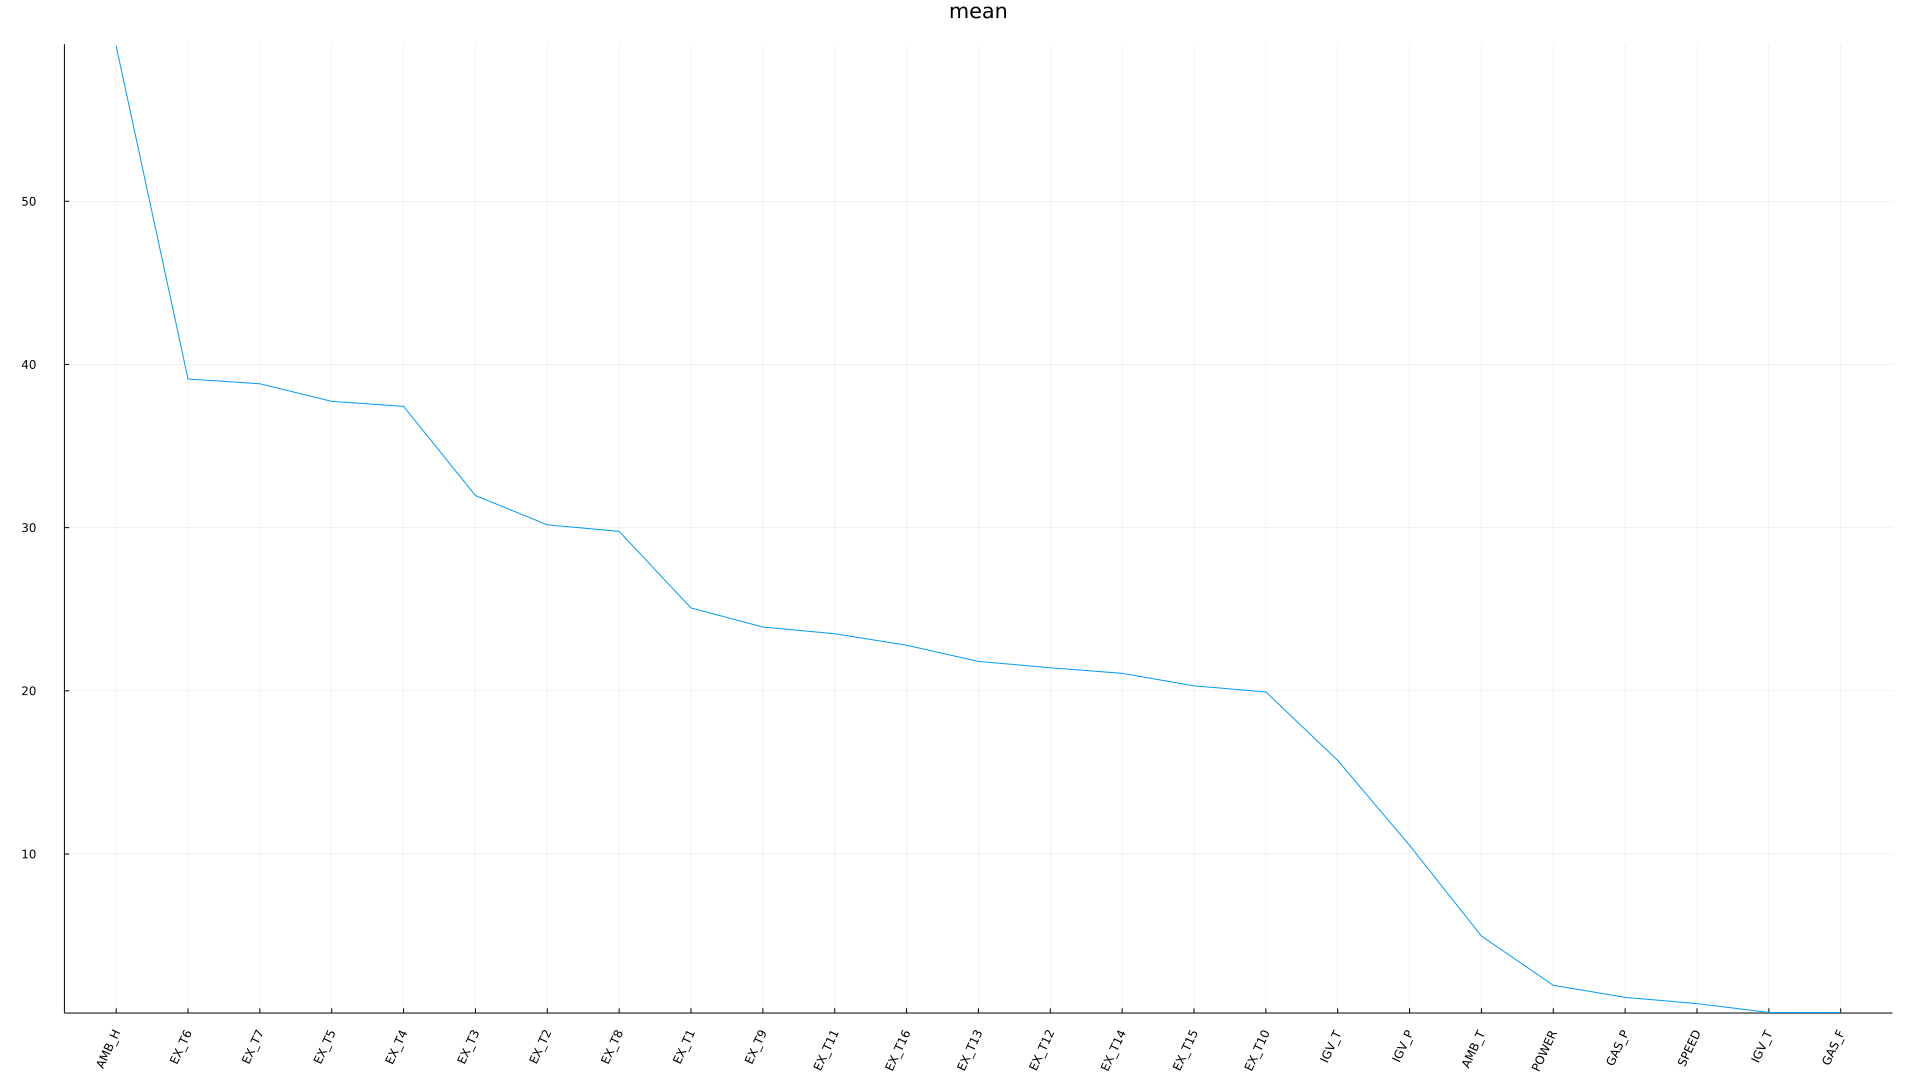 mean
50
40
30
20
10
AMB_H
EX_T6
EX_T7
EX_T5
EX_T4
EX_T3
EX_T2
EX_T8
EX_T1
EX_T9
EX_T11
EX_T16
EX_T13
EX_T12
EX_T14
EX_T15
EX_T10
IGV_T
IGV_P
AMB_T
POWER
GAS_P
SPEED
IGV_T
GAS_F